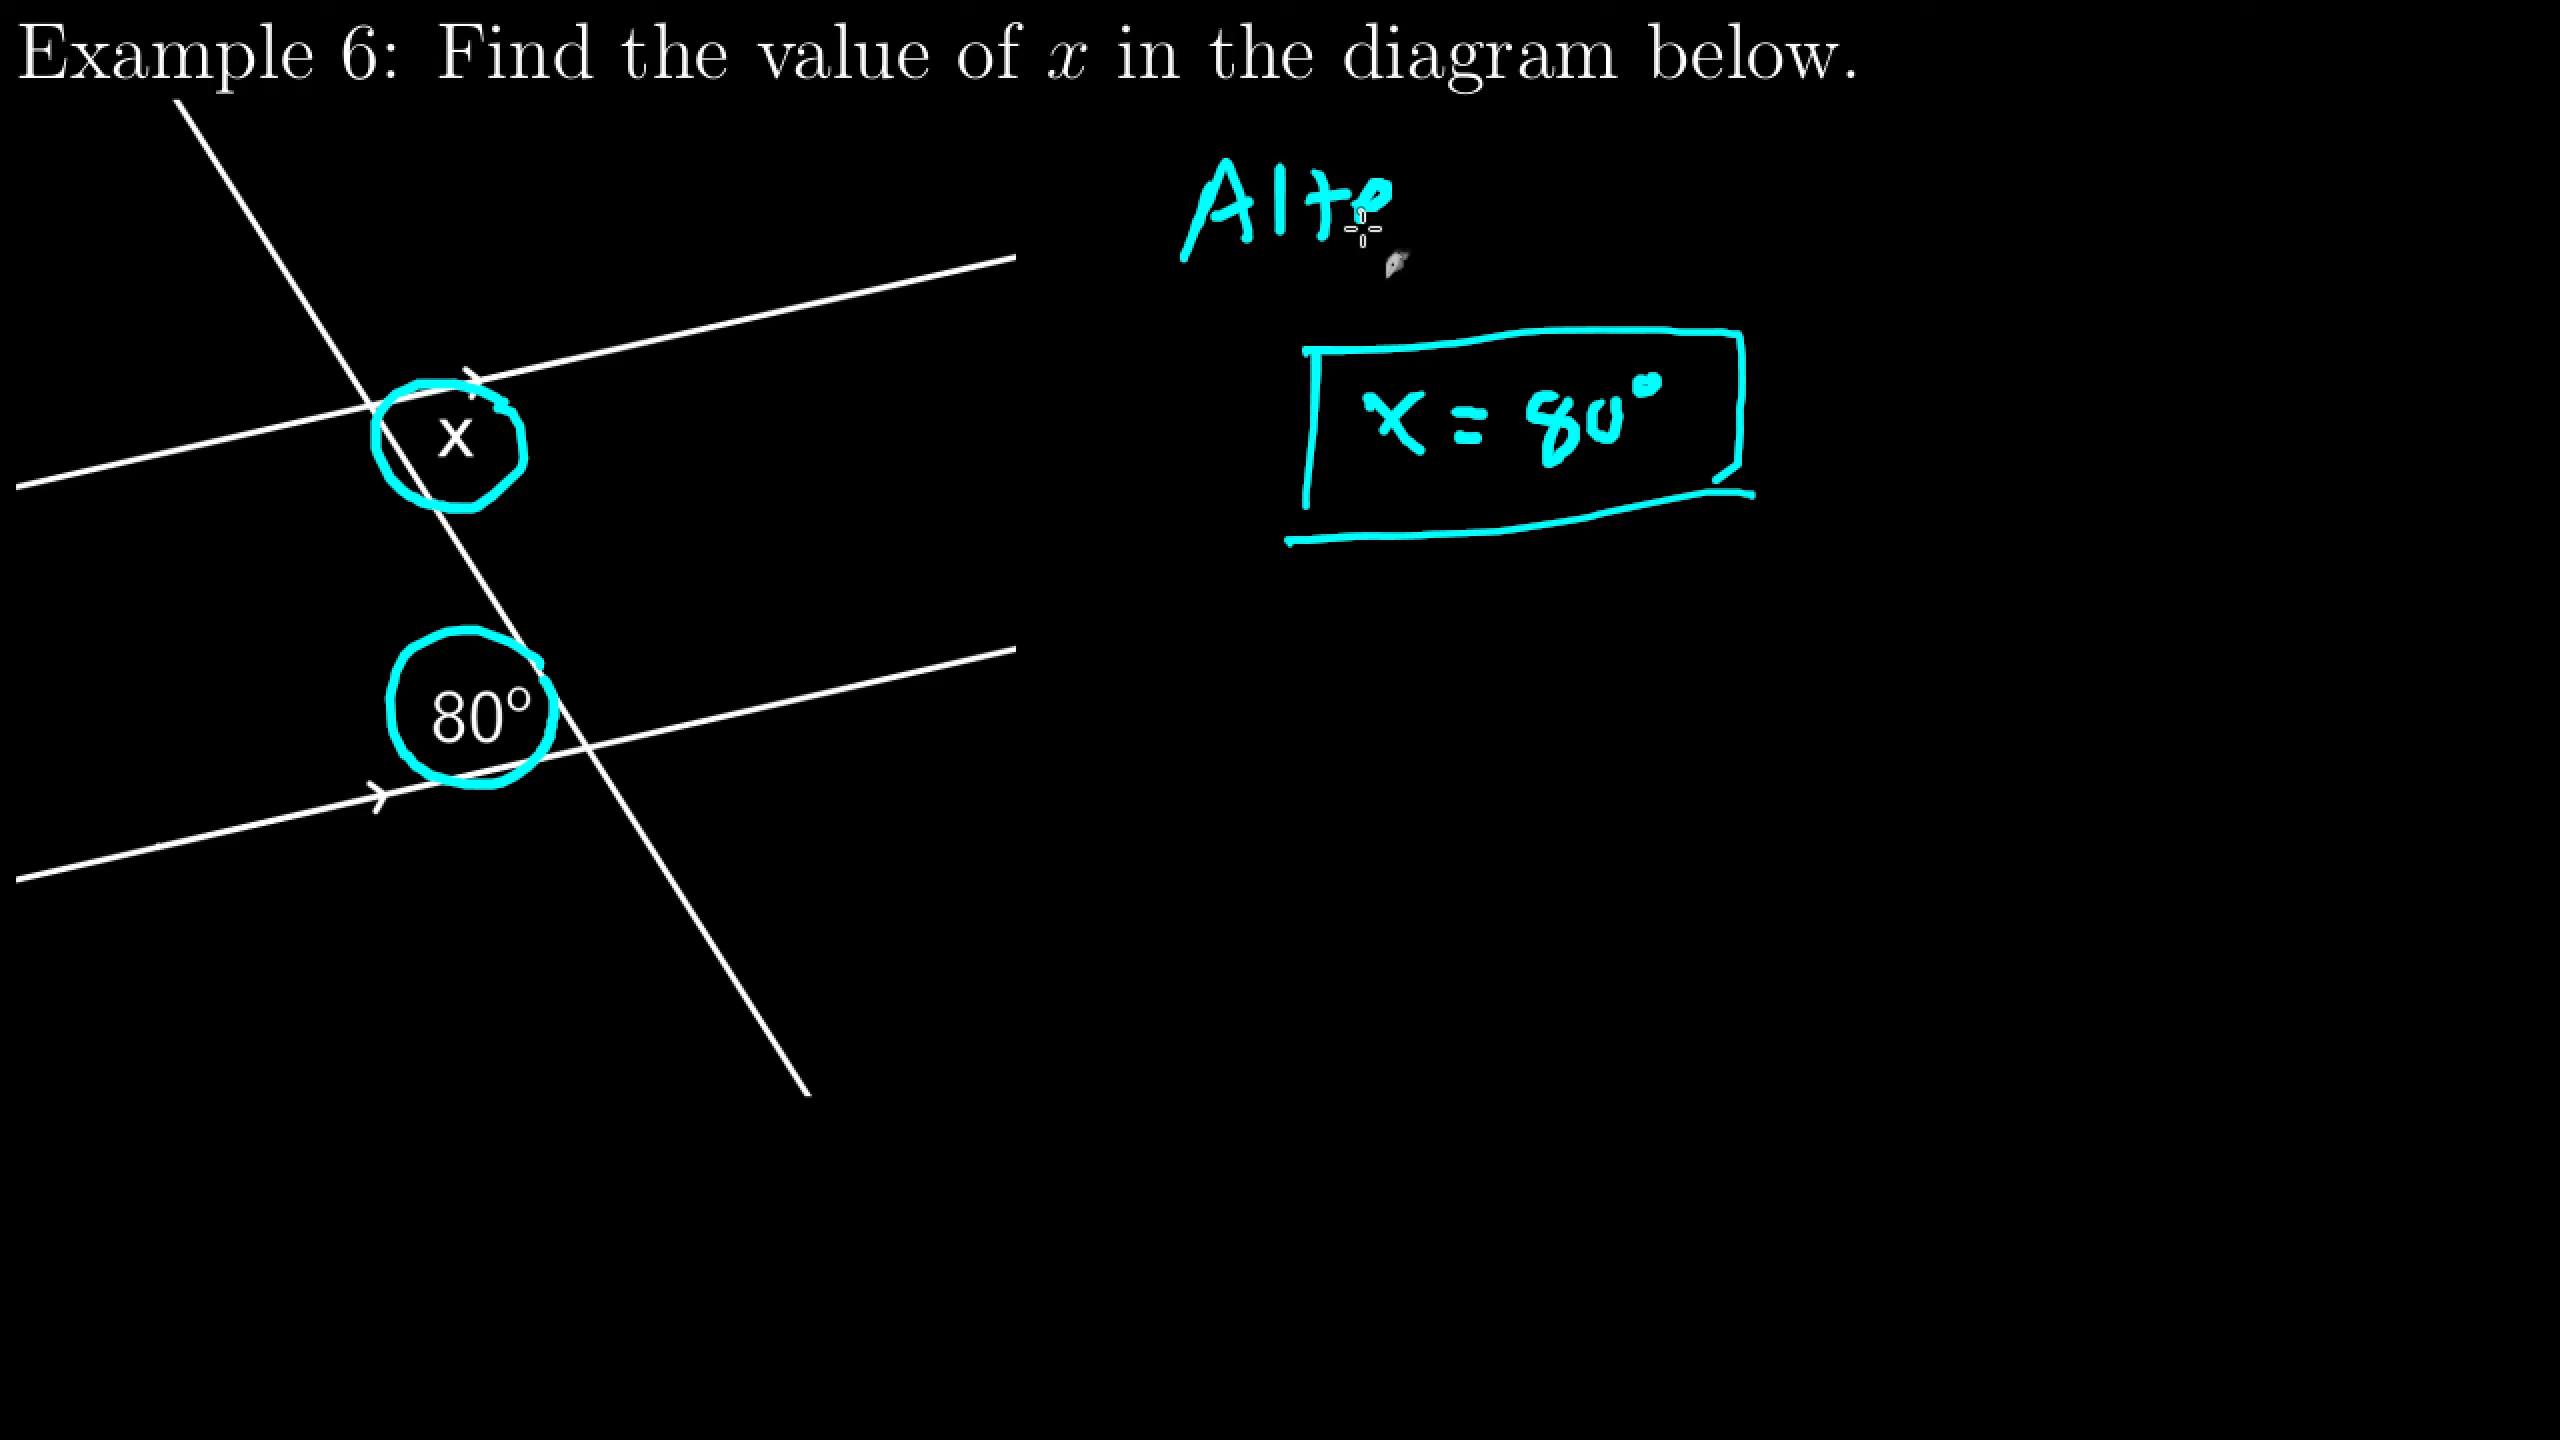 Example 6: Find the value of x in the diagram below.
Alte
x
x = 80°
80°